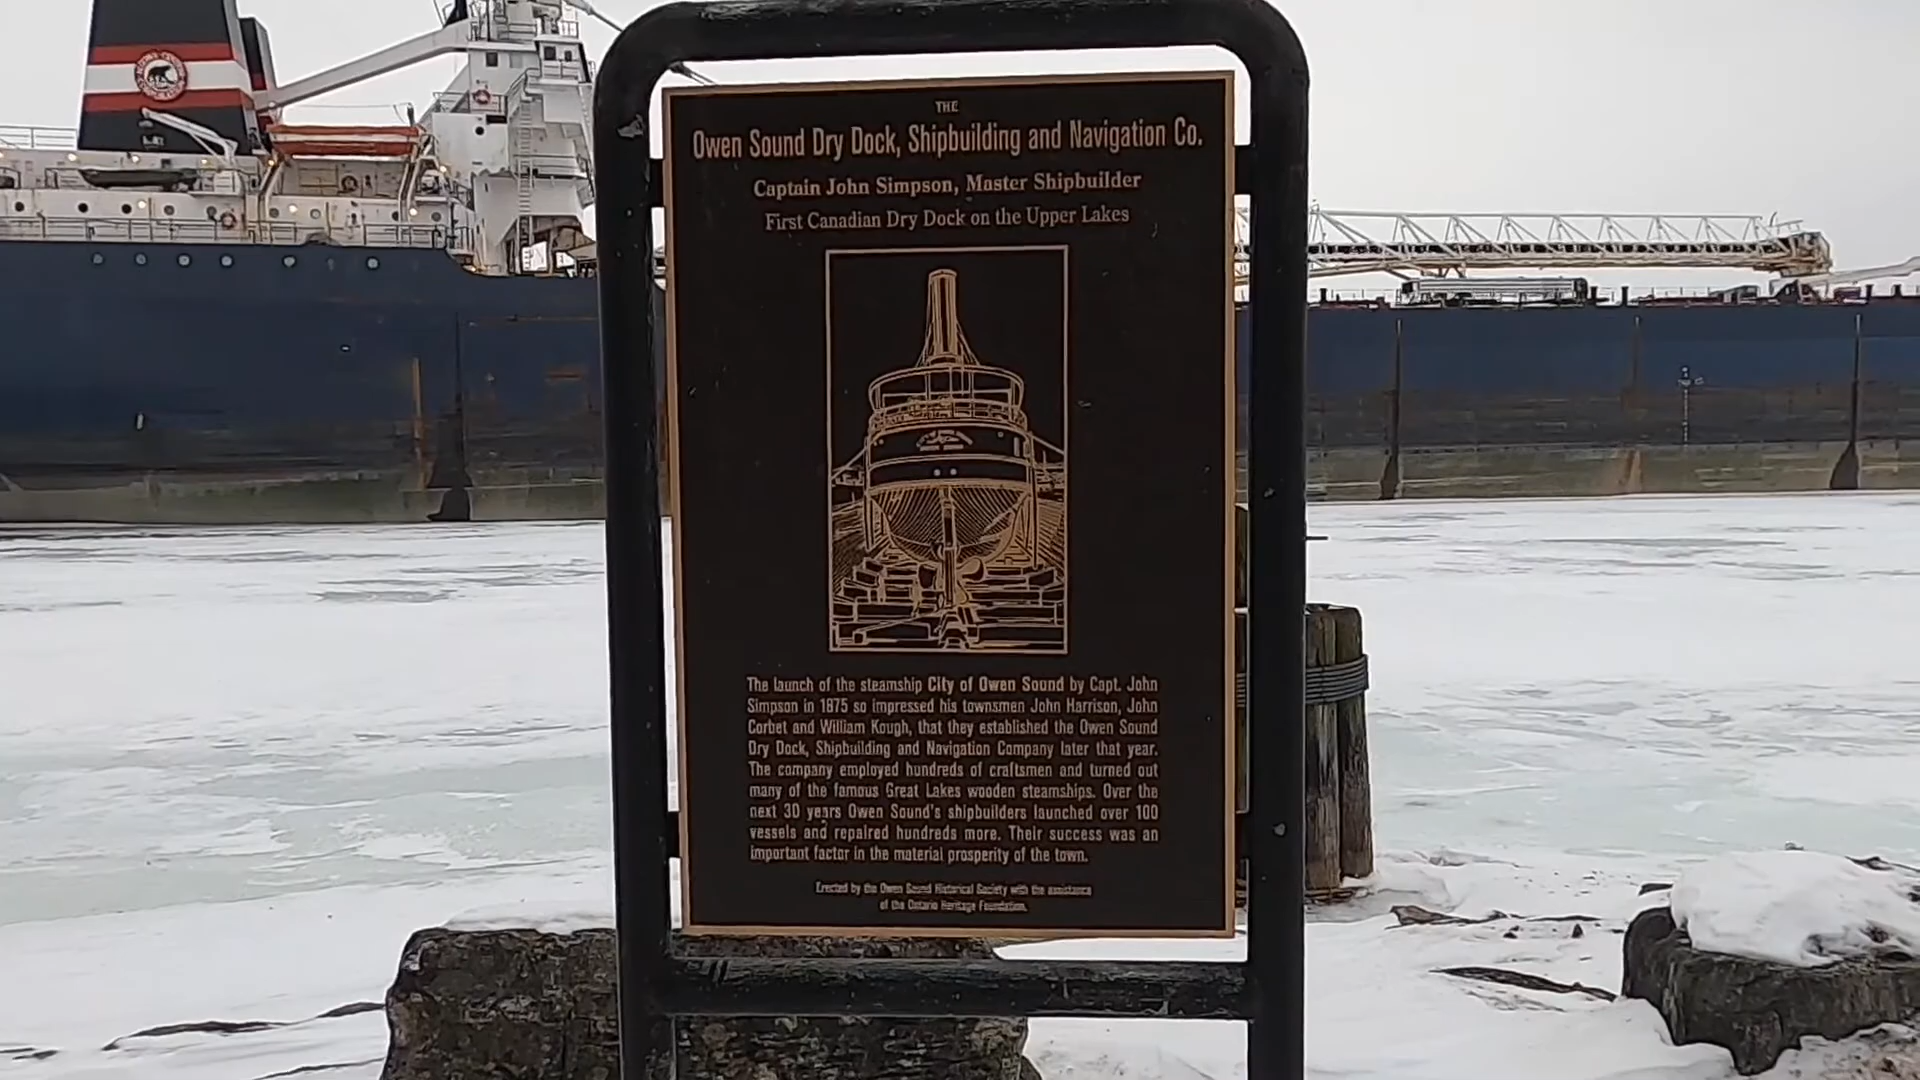 THE
Owen Sound Dry Dock, Shipbuilding and Navigation Co.
Captain John Simpson, Master Shipbuilder
First Canadian Dry Dock on the Upper Lakes
The launch of the steamship City of Owen Sound by Capt. John
Simpson in 1875 so impressed his townsmen John Harrison, John
Corbet and William Kough, that they established the Owen Sound
Dry Dock, Shipbuilding and Navigation Company later that year.
The company employed hundreds of craftsmen and turned out
many of the famous Great Lakes wooden steamships. Over the
next 30 years Owen Sound's shipbuilders launched over 100
vessels and repaired hundreds more. Their success was an
important factor in the material prosperity of the town.
Erected by the Owen Sound Historical Society with the assistance
of the Ontario Heritage Foundation.